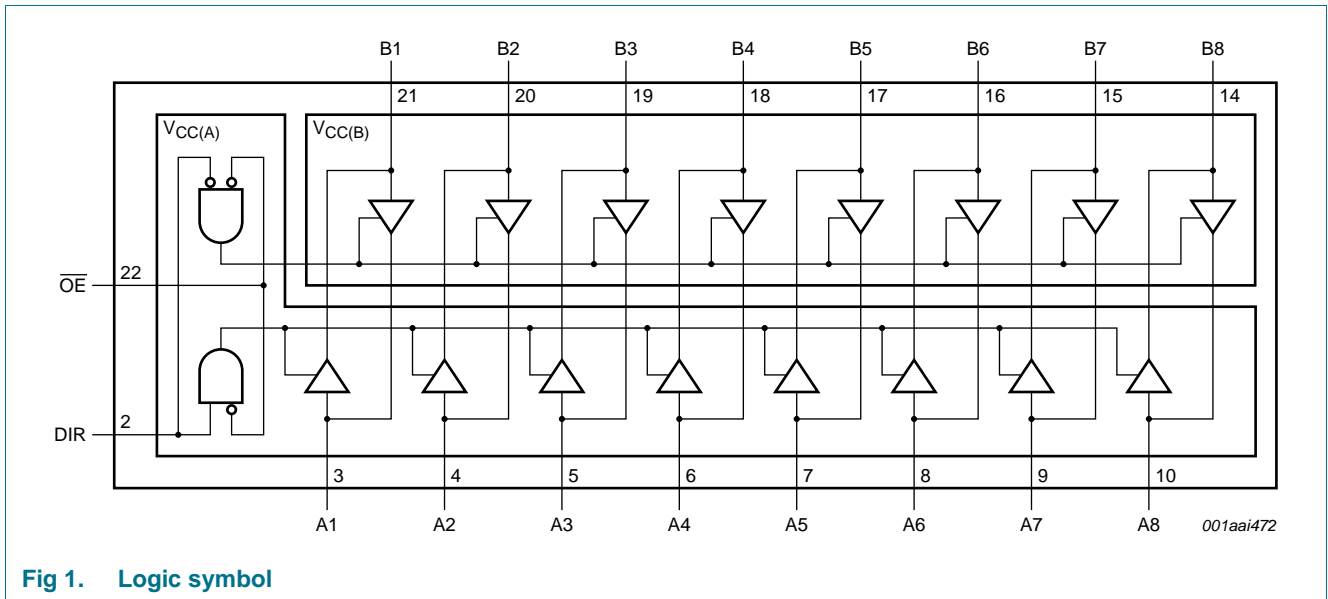 B1 B2 B3 B4 B5 B6 B7 B8
21 20 19 18 17 16 15 14
VCC(A) VCC(B)
OE 22
DIR 2
3 4 5 6 7 8 9 10
A1 A2 A3 A4 A5 A6 A7 A8 001aai472
Fig 1. Logic symbol